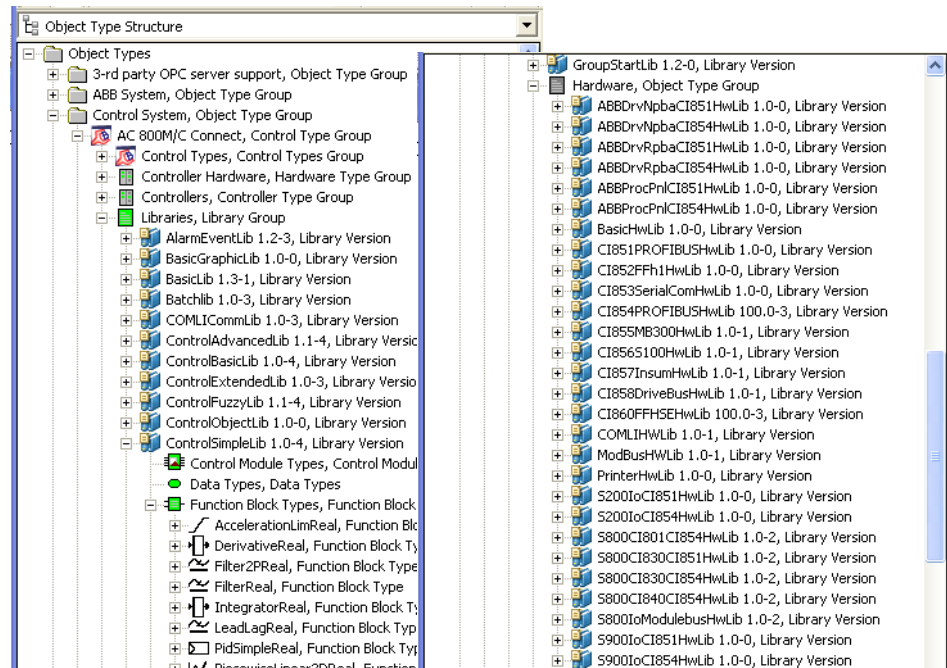 Object Type Structure
Object Types
3-rd party OPC server support, Object Type Group
ABB System, Object Type Group
Control System, Object Type Group
AC 800M/C Connect, Control Type Group
Control Types, Control Types Group
Controller Hardware, Hardware Type Group
Controllers, Controller Type Group
Libraries, Library Group
AlarmEventLib 1.2-3, Library Version
BasicGraphicLib 1.0-0, Library Version
BasicLib 1.3-1, Library Version
Batchlib 1.0-3, Library Version
COMLICommLib 1.0-3, Library Version
ControlAdvancedLib 1.1-4, Library Versic
ControlBasicLib 1.0-4, Library Version
ControlExtendedLib 1.0-3, Library Versio
ControlFuzzyLib 1.1-4, Library Version
ControlObjectLib 1.0-0, Library Version
ControlSimpleLib 1.0-4, Library Version
Control Module Types, Control Modul
Data Types, Data Types
Function Block Types, Function Block
AccelerationLimReal, Function Blc
DerivativeReal, Function Block Ty
Filter2PReal, Function Block Type
FilterReal, Function Block Type
IntegratorReal, Function Block Ty
LeadLagReal, Function Block Typ
PidSimpleReal, Function Block Typ
PiecewiseLinear2DReal, Function
GroupStartLib 1.2-0, Library Version
Hardware, Object Type Group
ABBDrvNpbaCI851HwLib 1.0-0, Library Version
ABBDrvNpbaCI854HwLib 1.0-0, Library Version
ABBDrvRpbaCI851HwLib 1.0-0, Library Version
ABBDrvRpbaCI854HwLib 1.0-0, Library Version
ABBProcPnlCI851HwLib 1.0-0, Library Version
ABBProcPnlCI854HwLib 1.0-0, Library Version
BasicHwLib 1.0-0, Library Version
CI851PROFIBUSHwLib 1.0-0, Library Version
CI852FFh1HwLib 1.0-0, Library Version
CI853SerialComHwLib 1.0-0, Library Version
CI854PROFIBUSHwLib 100.0-3, Library Version
CI855MB300HwLib 1.0-1, Library Version
CI856S100HwLib 1.0-1, Library Version
CI857InsumHwLib 1.0-1, Library Version
CI858DriveBusHwLib 1.0-1, Library Version
CI860FFHSEHwLib 100.0-3, Library Version
COMLIHWLib 1.0-1, Library Version
ModBusHWLib 1.0-1, Library Version
PrinterHwLib 1.0-0, Library Version
S200IoCI851HwLib 1.0-0, Library Version
S200IoCI854HwLib 1.0-0, Library Version
S800CI801CI854HwLib 1.0-2, Library Version
S800CI830CI851HwLib 1.0-2, Library Version
S800CI830CI854HwLib 1.0-2, Library Version
S800CI840CI854HwLib 1.0-2, Library Version
S800IoModulebusHwLib 1.0-2, Library Version
S900IoCI851HwLib 1.0-0, Library Version
S900IoCI854HwLib 1.0-0, Library Version